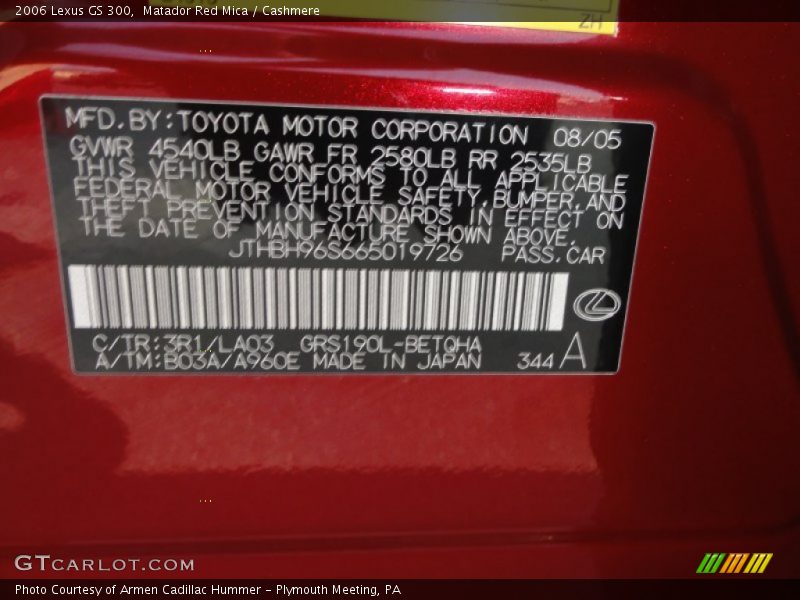 2006 Lexus GS 300, Matador Red Mica / Cashmere
ZH
MFD. BY: TOYOTA MOTOR CORPORATION 08/05
GVWR 4540LB GAWR FR 2580LB RR 2535LB
THIS VEHICLE CONFORMS TO ALL APPLICABLE
FEDERAL MOTOR VEHICLE SAFETY, BUMPER, AND
THEFT PREVENTION STANDARDS IN EFFECT ON
THE DATE OF MANUFACTURE SHOWN ABOVE.
JTHBH96S665019726 PASS. CAR
C/TR: 3R1/LA03 GRS190L-BETQHA
A/TM: B03A/A960E MADE IN JAPAN 344 A
GTCARLOT.COM
Photo Courtesy of Armen Cadillac Hummer - Plymouth Meeting, PA